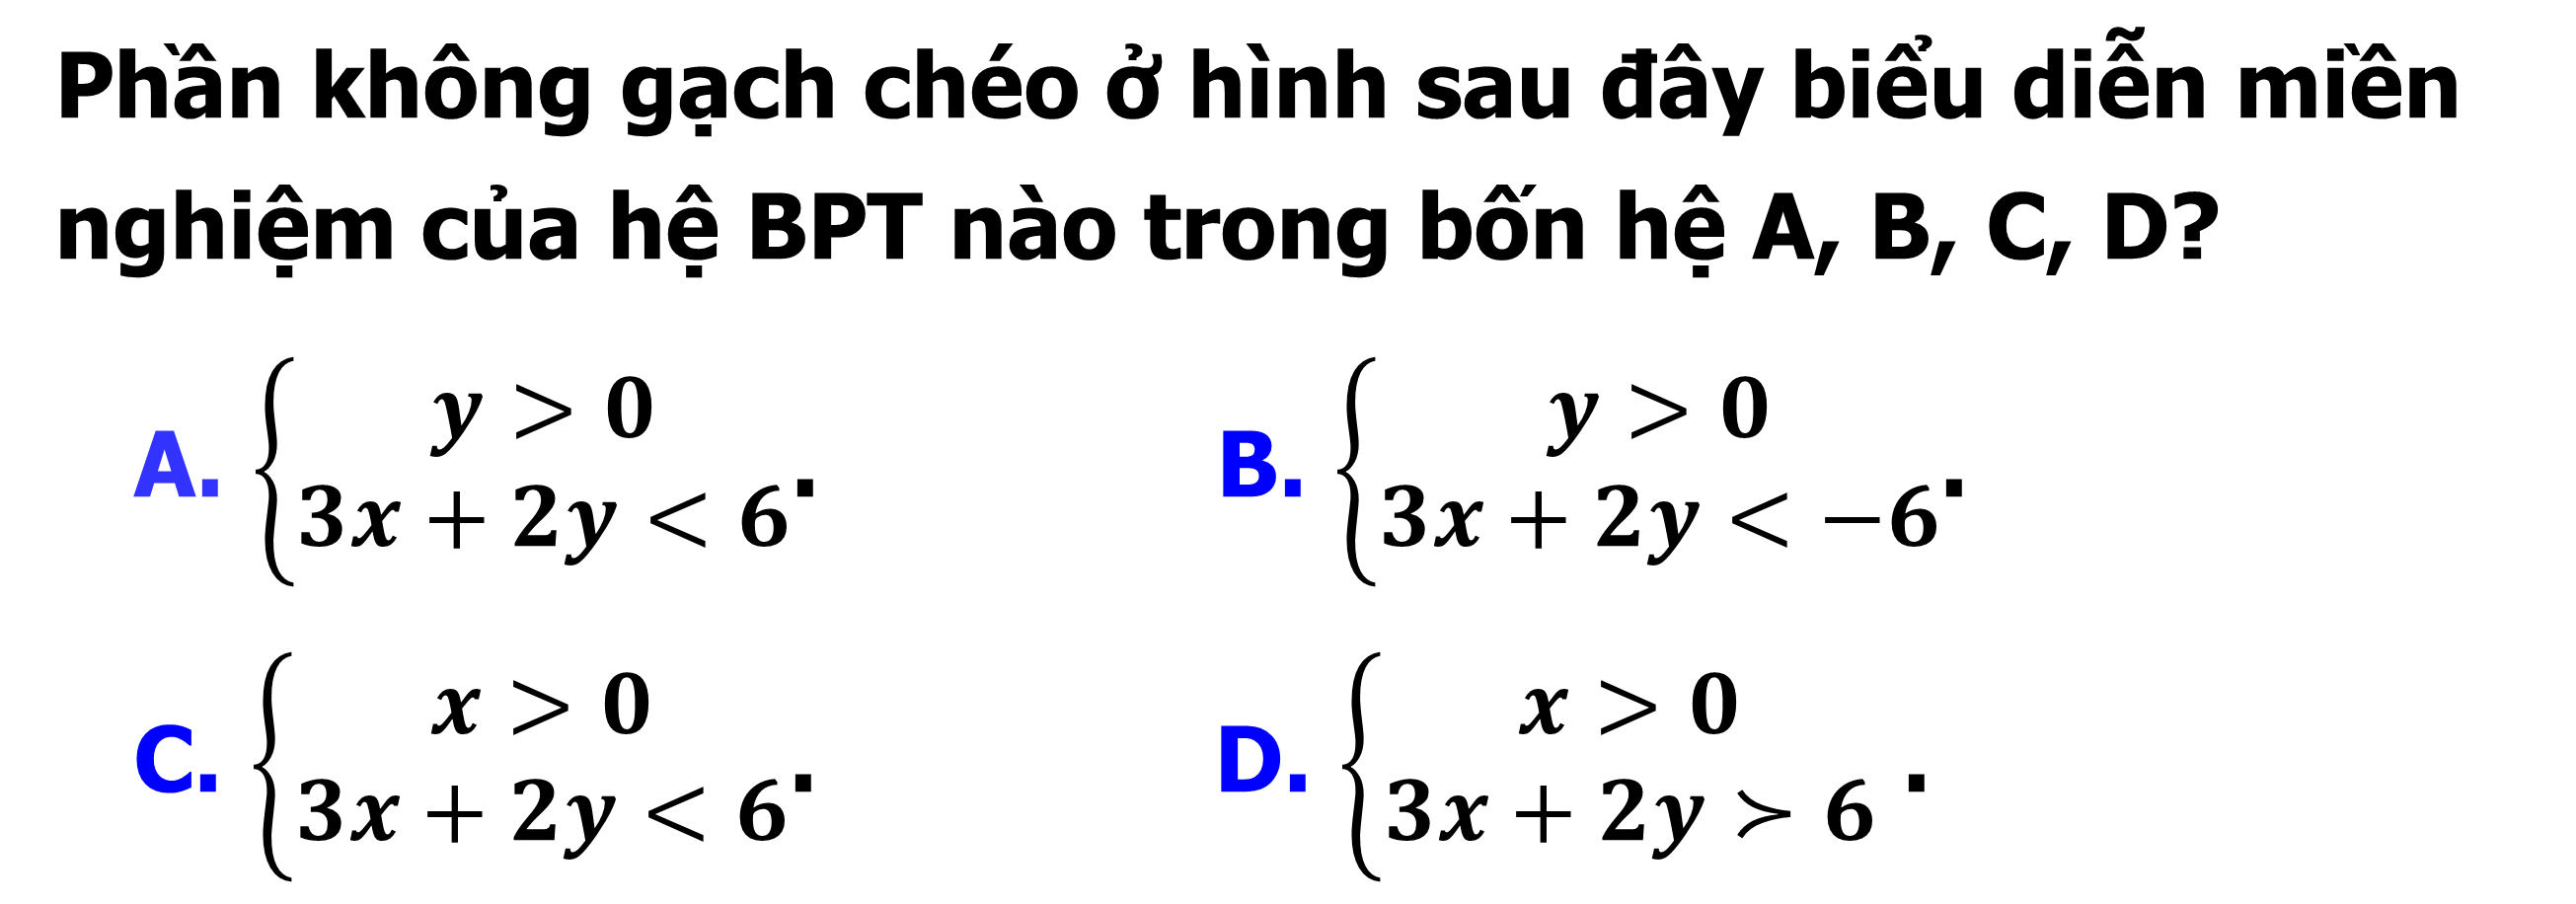 Phần không gạch chéo ở hình sau đây biểu diễn miền
nghiệm của hệ BPT nào trong bốn hệ A, B, C, D?
A. { y > 0
3x + 2y < 6 .
B. { y > 0
3x + 2y < −6 .
C. { x > 0
3x + 2y < 6 .
D. { x > 0
3x + 2y ≻ 6 .